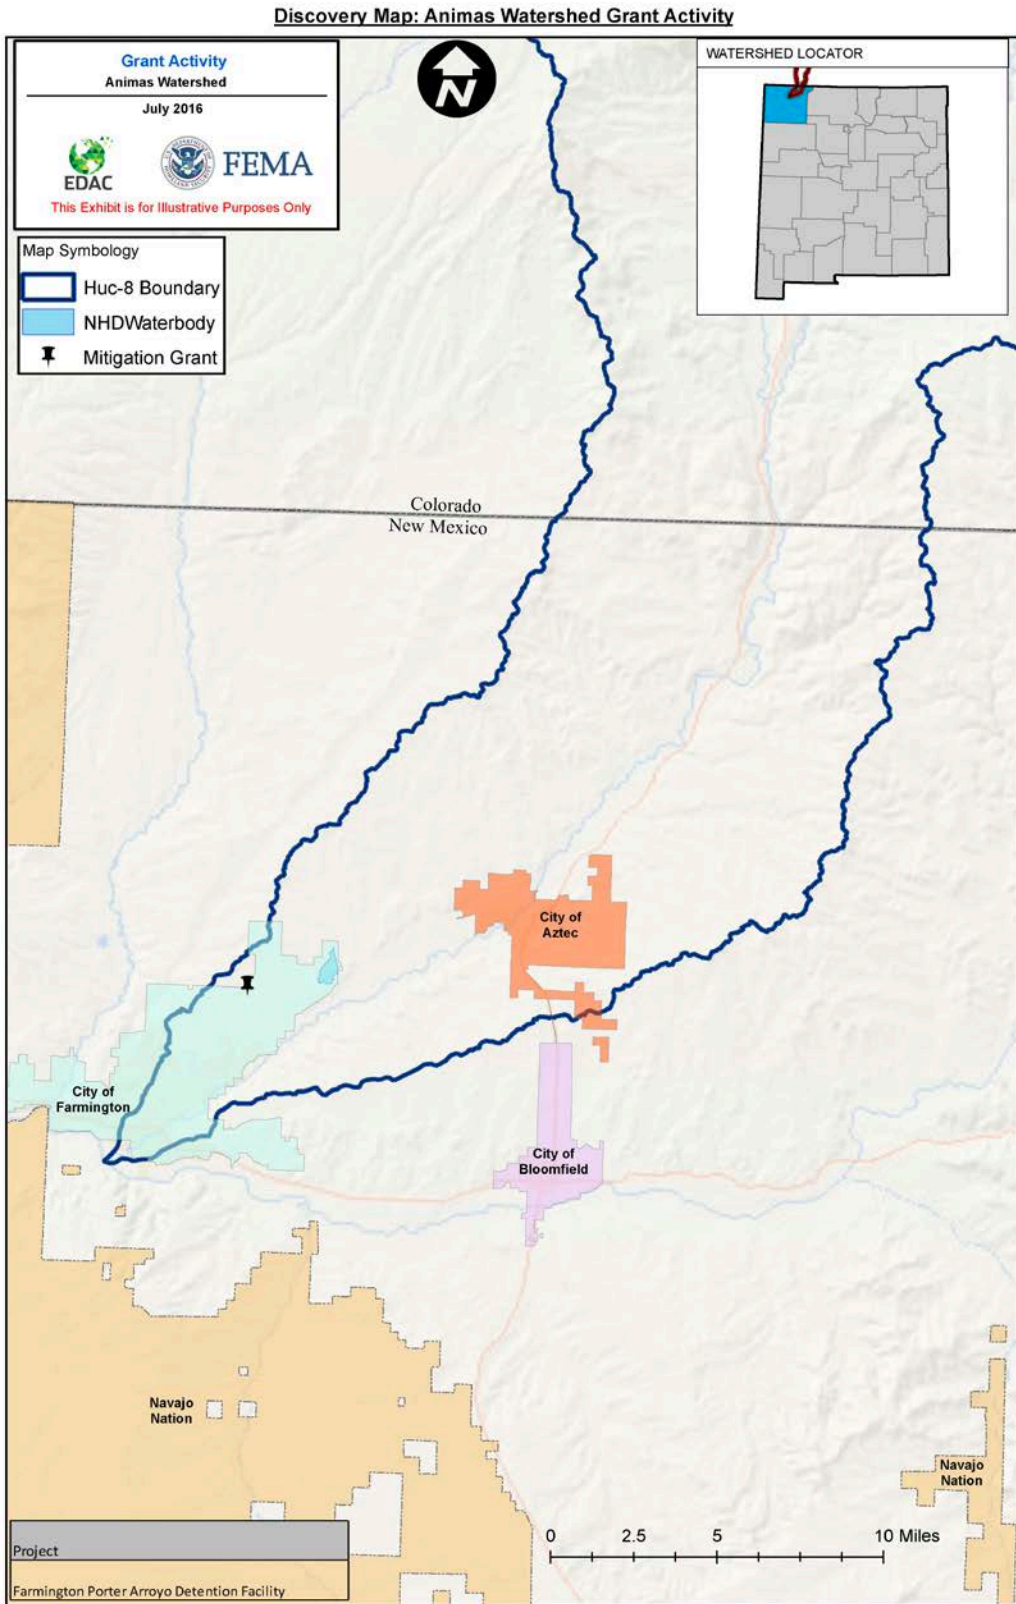 Discovery Map: Animas Watershed Grant Activity
Grant Activity
Animas Watershed
July 2016
EDAC
FEMA
This Exhibit is for Illustrative Purposes Only
N
WATERSHED LOCATOR
Map Symbology
Huc-8 Boundary
NHDWaterbody
Mitigation Grant
Colorado
New Mexico
City of
Aztec
City of
Farmington
City of
Bloomfield
Navajo
Nation
Navajo
Nation
0 2.5 5 10 Miles
Project
Farmington Porter Arroyo Detention Facility